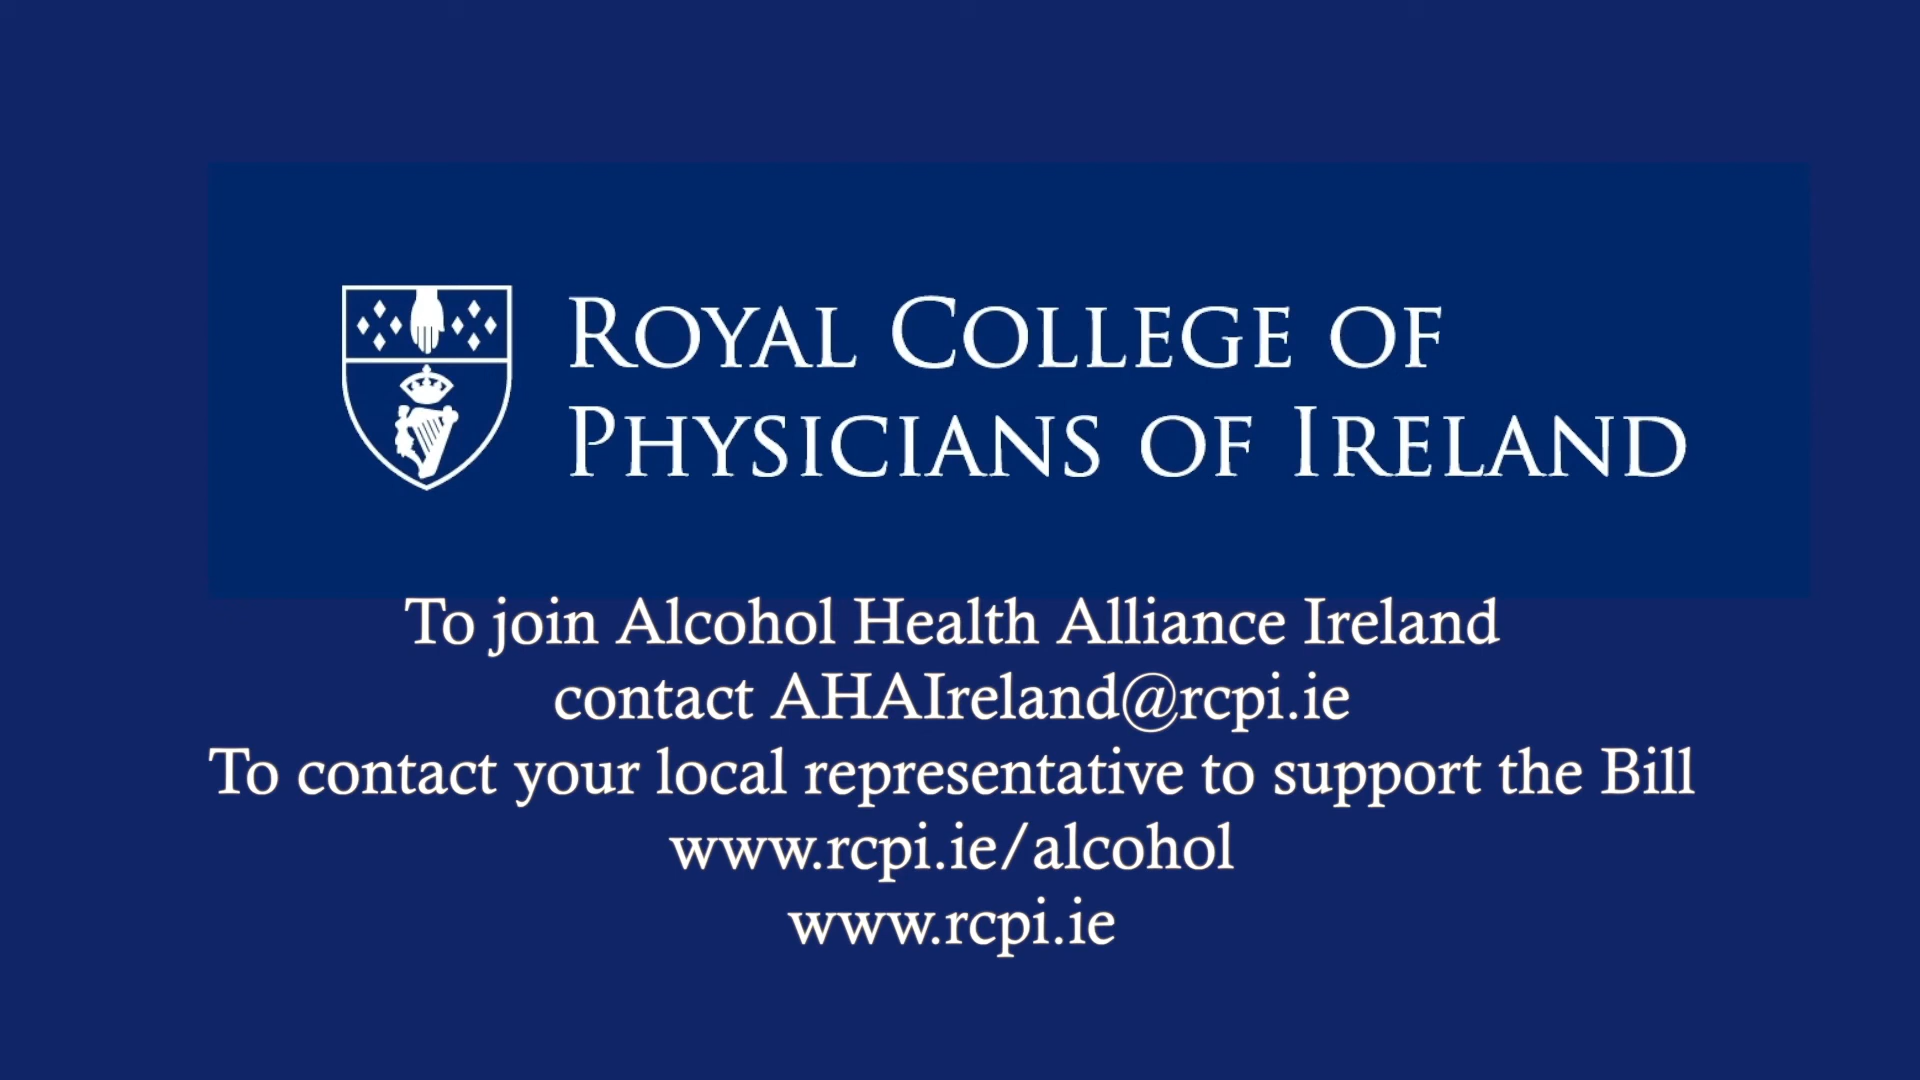 ROYAL COLLEGE OF
PHYSICIANS OF IRELAND
To join Alcohol Health Alliance Ireland
contact AHAIreland@rcpi.ie
To contact your local representative to support the Bill
www.rcpi.ie/alcohol
www.rcpi.ie